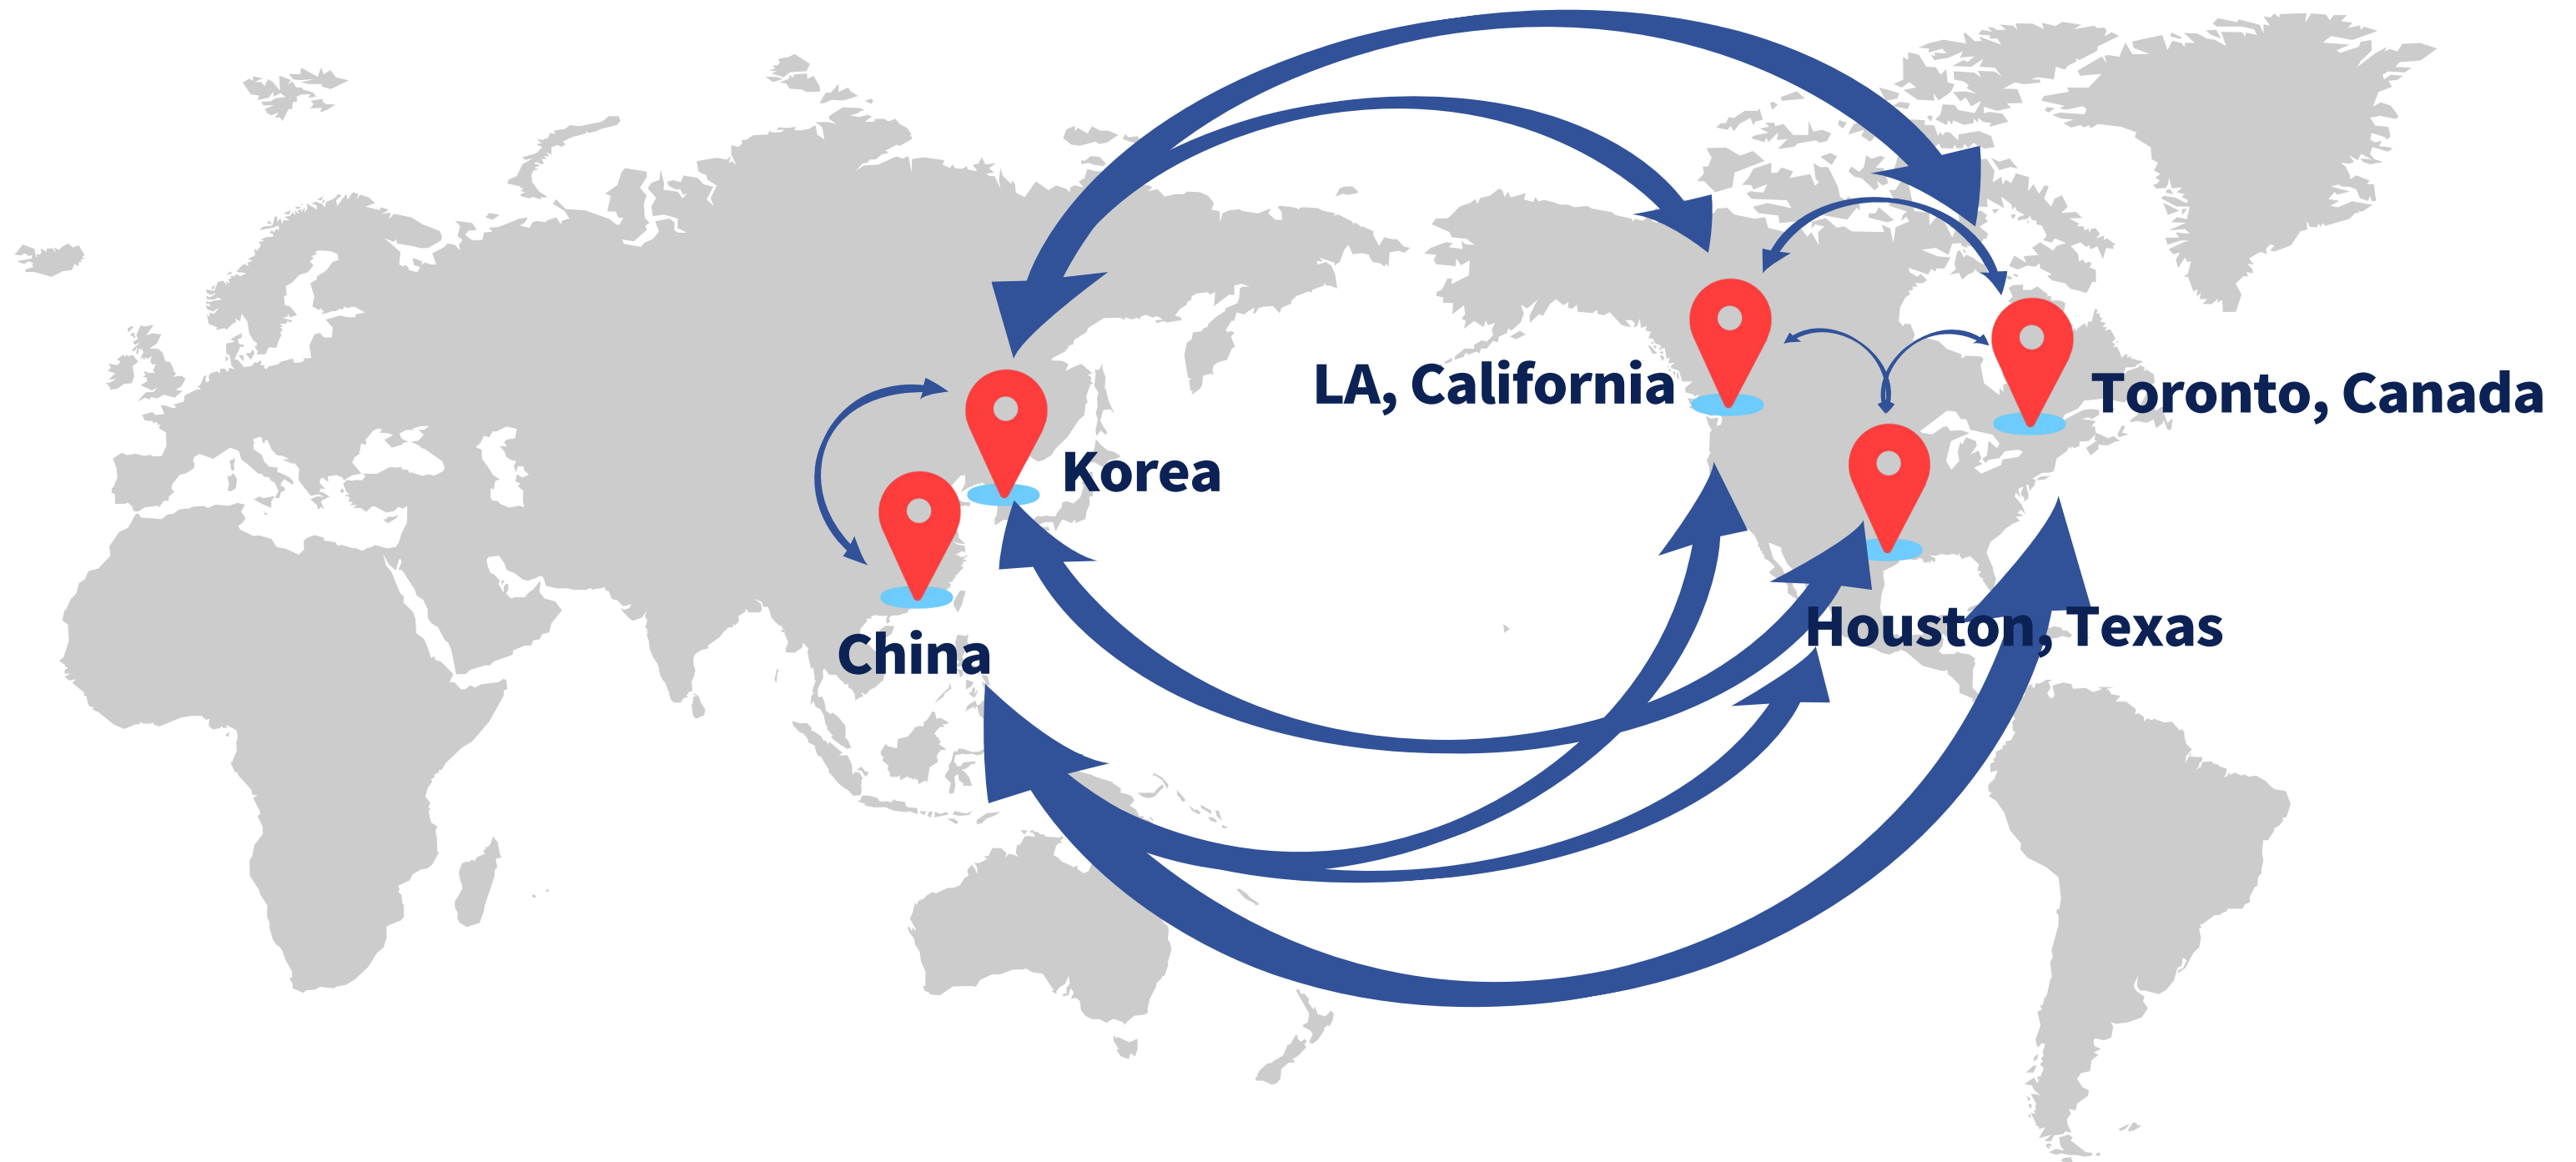 LA, California
Toronto, Canada
Korea
Houston, Texas
China